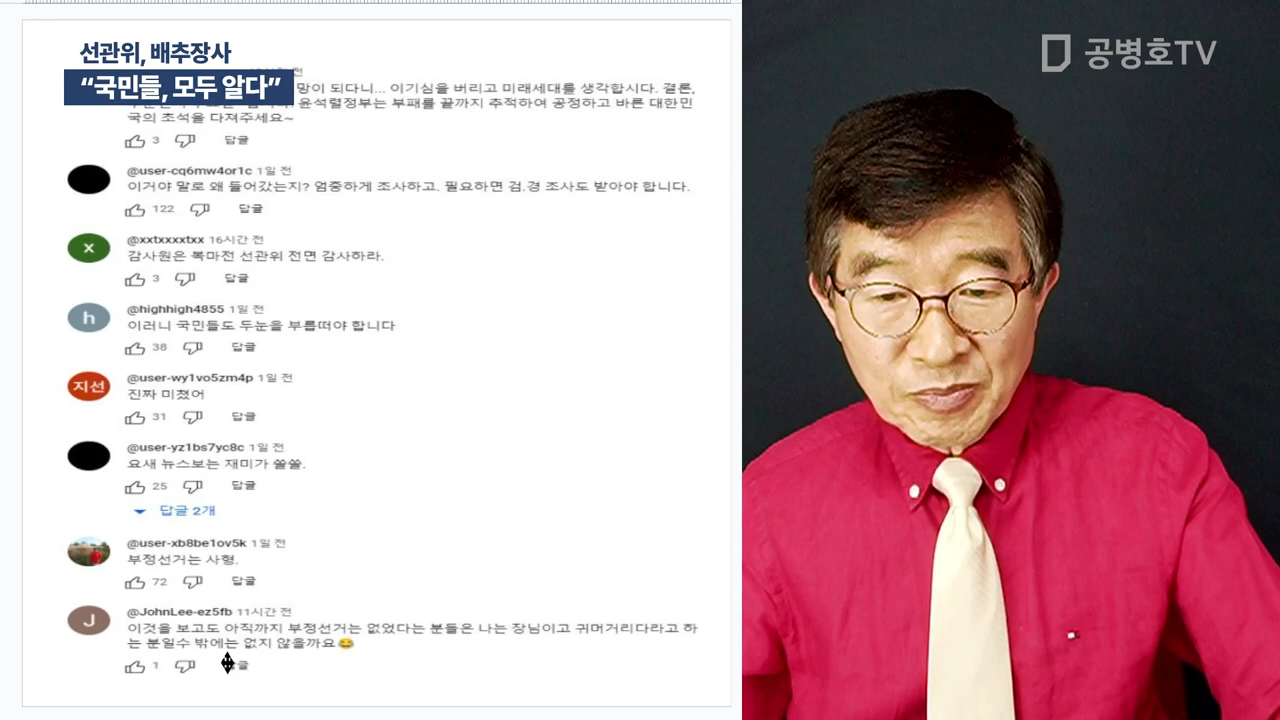 선관위, 배추장사
“국민들, 모두 알다”
공병호TV
전
망이 되다니... 이기심을 버리고 미래세대를 생각합시다. 결론,
윤석렬정부는 부패를 끝까지 추적하여 공정하고 바른 대한민
국의 초석을 다져주세요~
3 답글
@user-cq6mw4or1c 1일 전
이거야 말로 왜 들어갔는지? 엄중하게 조사하고. 필요하면 검.경 조사도 받아야 합니다.
122 답글
x
@xxtxxxxtxx 16시간 전
감사원은 복마전 선관위 전면 감사하라.
3 답글
h
@highhigh4855 1일 전
이러니 국민들도 두눈을 부릅떠야 합니다
38 답글
지선
@user-wy1vo5zm4p 1일 전
진짜 미쳤어
31 답글
@user-yz1bs7yc8c 1일 전
요새 뉴스보는 재미가 쏠쏠.
25 답글
답글 2개
@user-xb8be1ov5k 1일 전
부정선거는 사형.
72 답글
J
@JohnLee-ez5fb 11시간 전
이것을 보고도 아직까지 부정선거는 없었다는 분들은 나는 장님이고 귀머거리다라고 하
는 분일수 밖에는 없지 않을까요😂
1 글